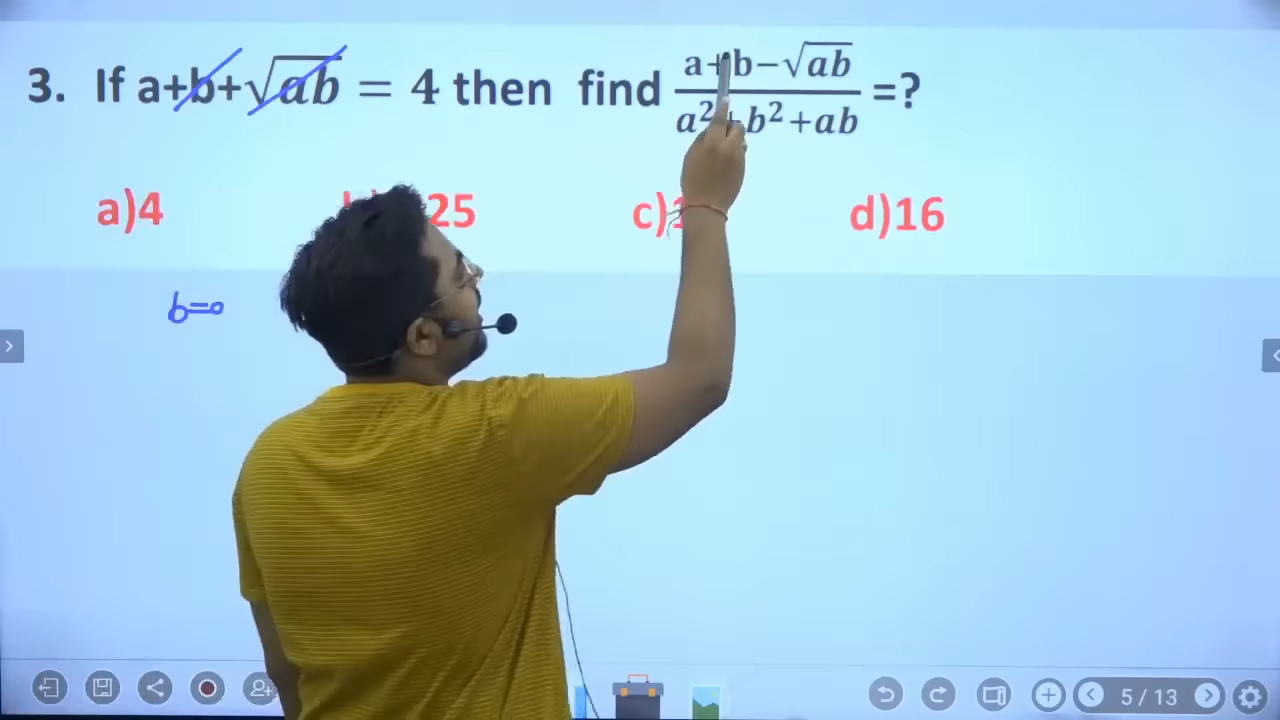 3. If a+b+√ab = 4 then find (a+b−√ab)/(a²+b²+ab) =?
a)4 25 c) d)16
b=0
5 / 13